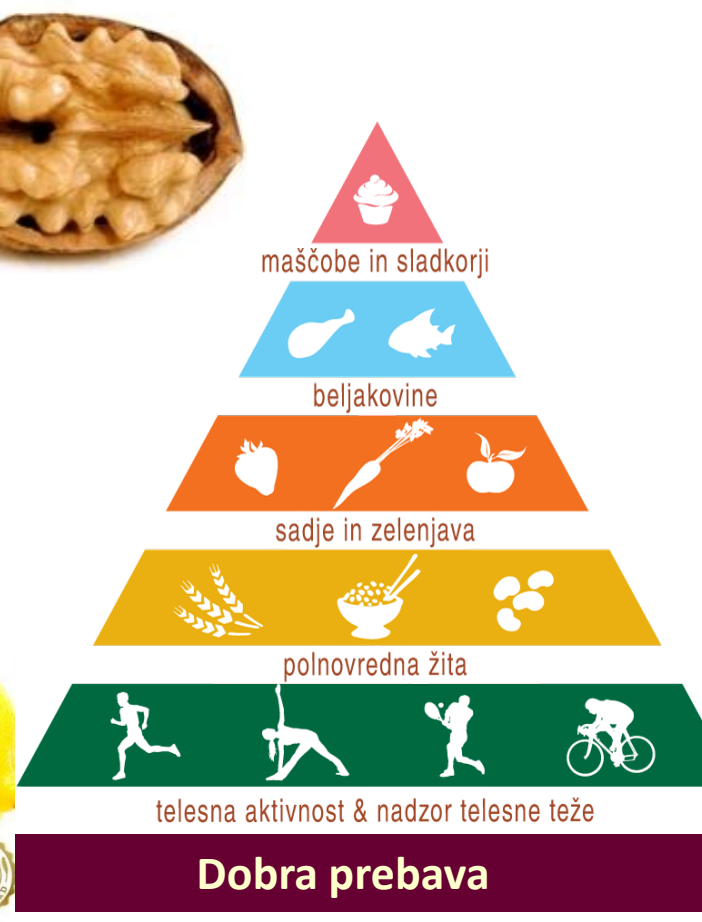 maščobe in sladkorji
beljakovine
sadje in zelenjava
polnovredna žita
telesna aktivnost & nadzor telesne teže
Dobra prebava